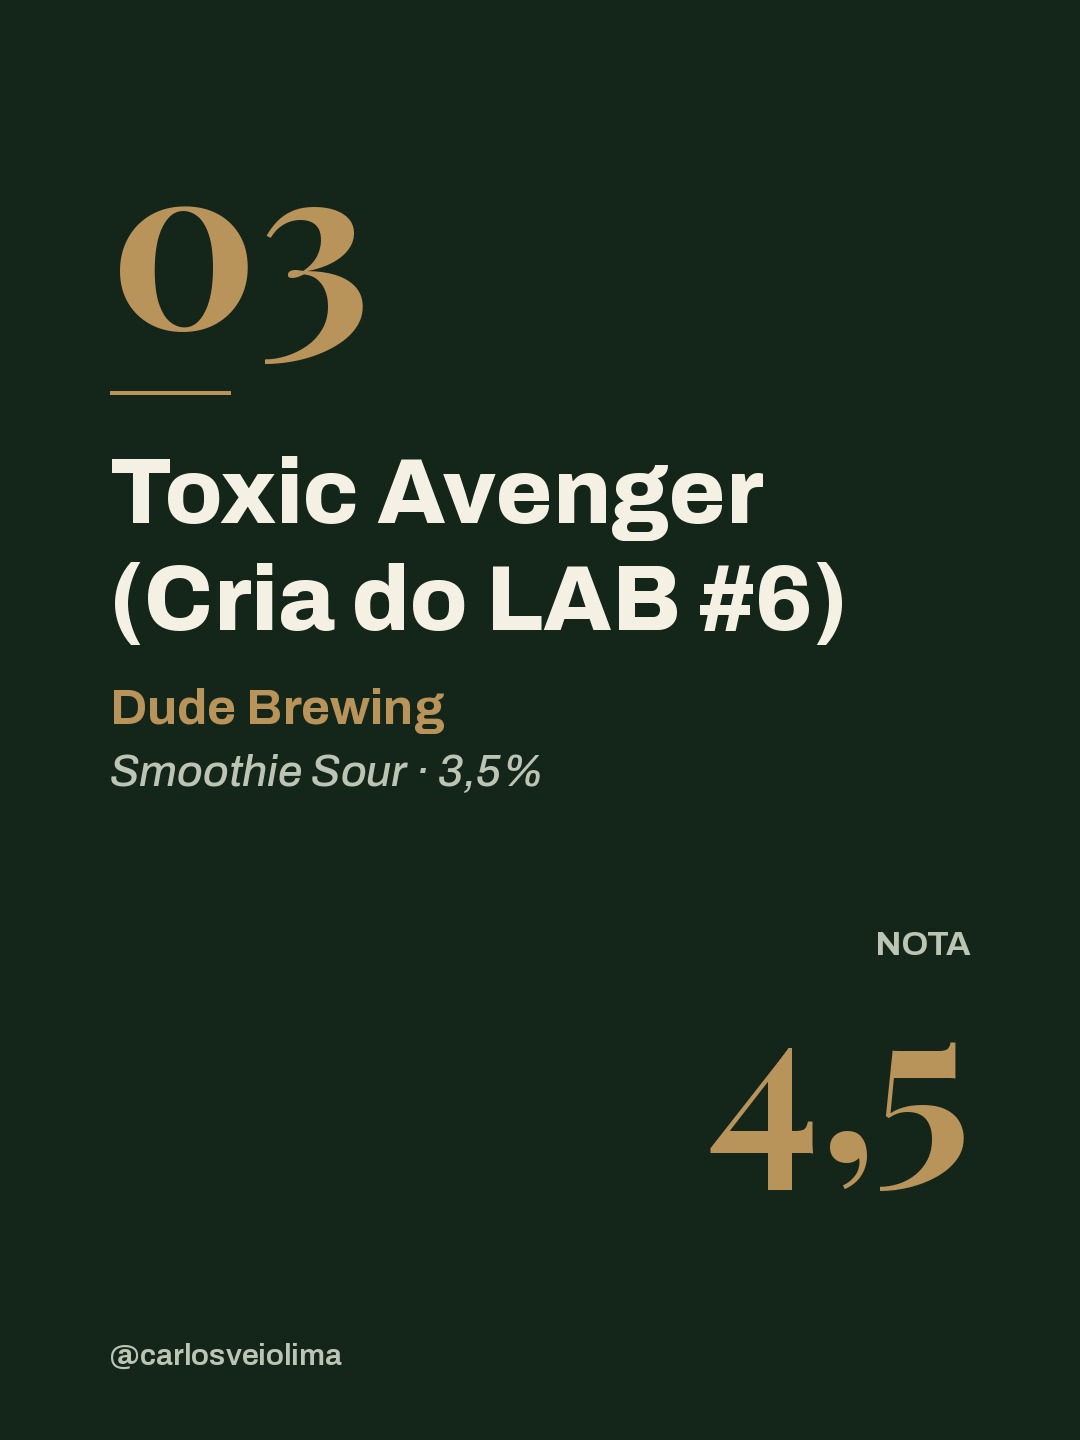 03
Toxic Avenger
(Cria do LAB #6)
Dude Brewing
Smoothie Sour · 3,5%
NOTA
4,5
@carlosveiolima